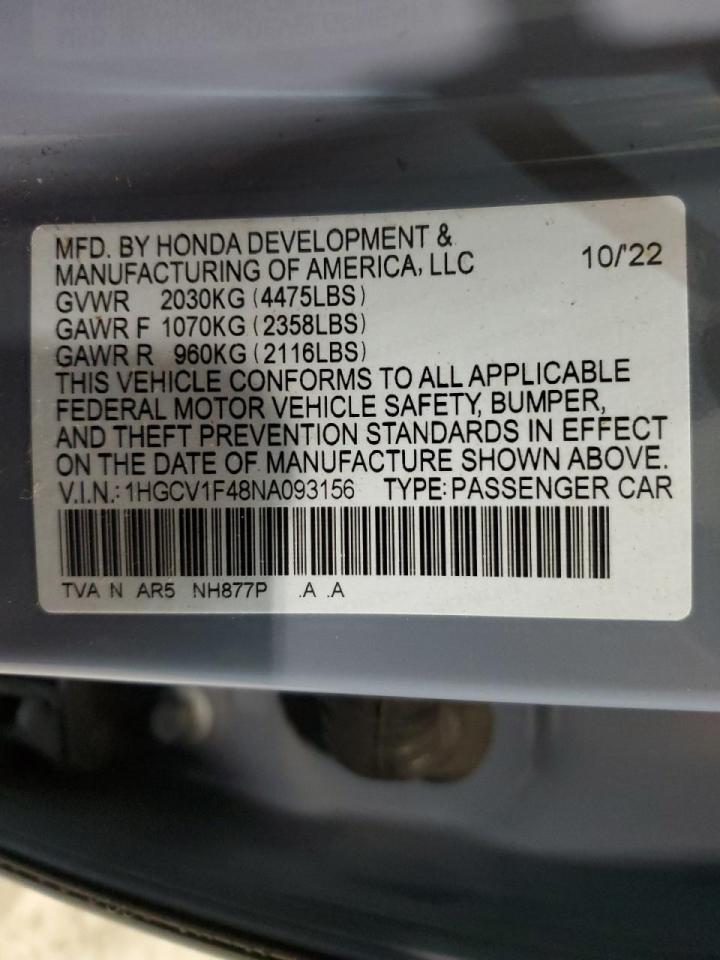 MFD. BY HONDA DEVELOPMENT &
MANUFACTURING OF AMERICA, LLC 10/'22
GVWR 2030KG (4475LBS)
GAWR F 1070KG (2358LBS)
GAWR R 960KG (2116LBS)
THIS VEHICLE CONFORMS TO ALL APPLICABLE
FEDERAL MOTOR VEHICLE SAFETY, BUMPER,
AND THEFT PREVENTION STANDARDS IN EFFECT
ON THE DATE OF MANUFACTURE SHOWN ABOVE.
V.I.N.: 1HGCV1F48NA093156 TYPE: PASSENGER CAR
TVA N AR5 NH877P .A .A